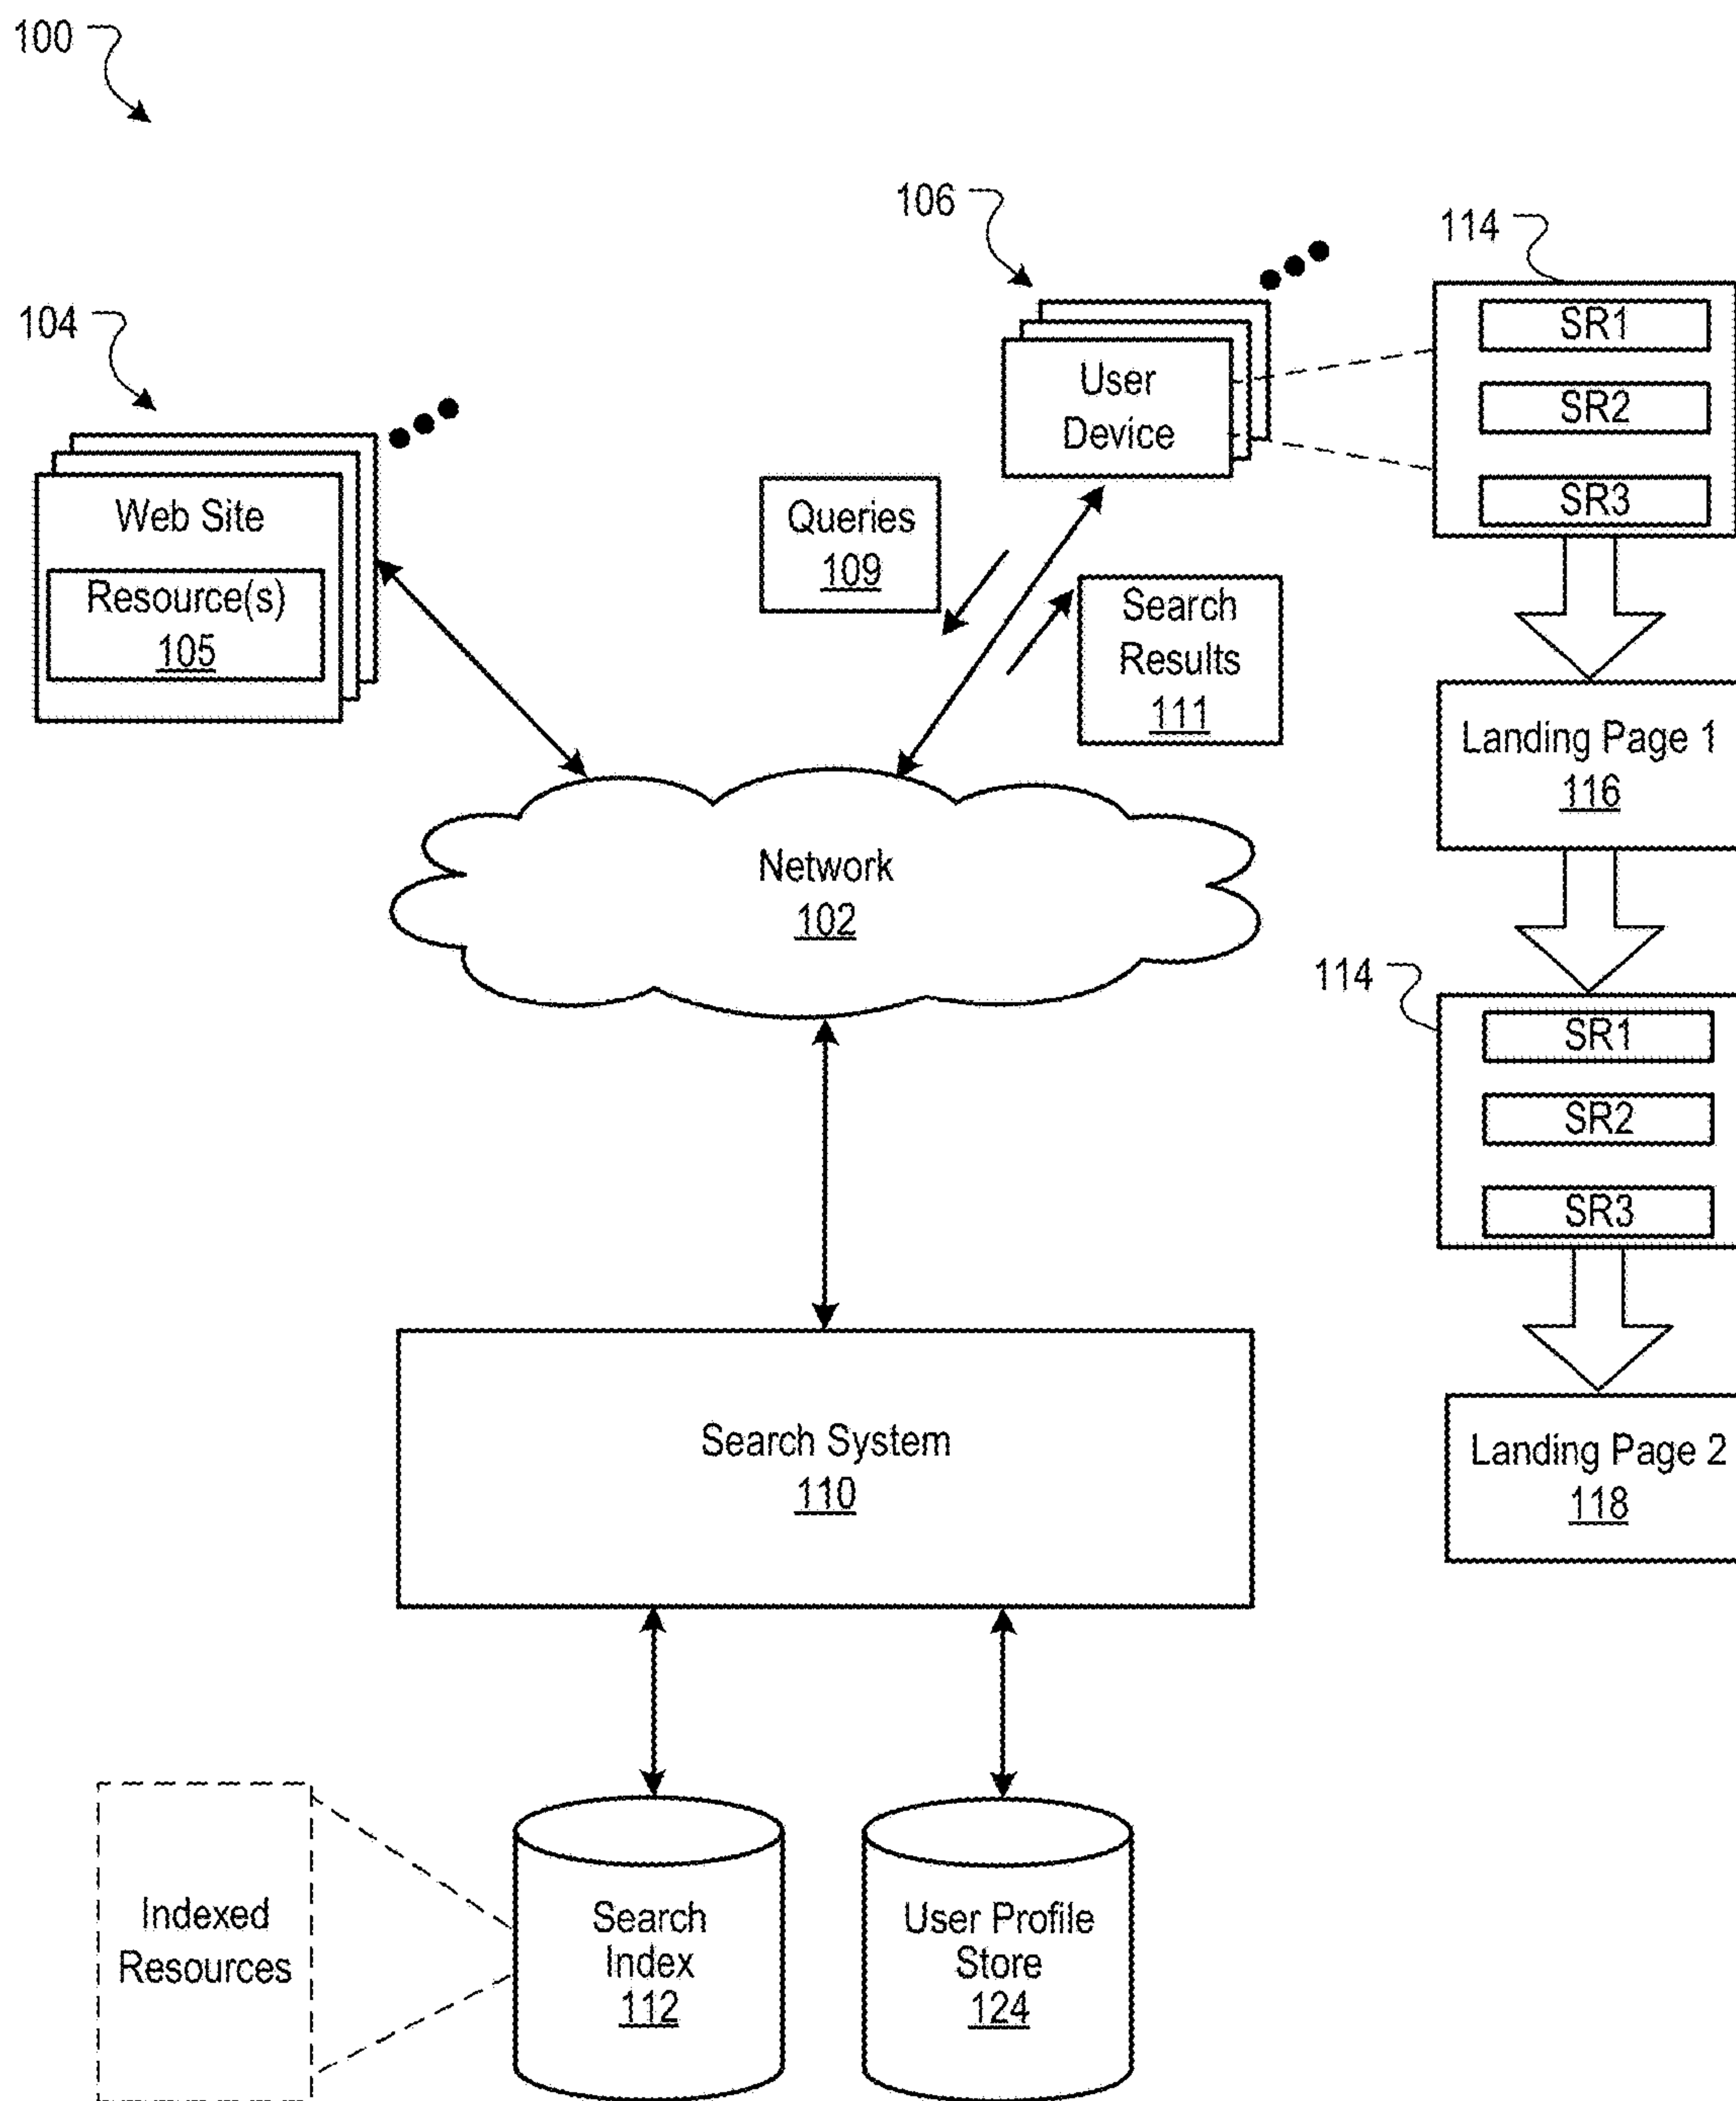 100
106
114
SR1
104
User
Device
SR2
SR3
Web Site
Queries
109
Resource(s)
105
Search
Results
111
Landing Page 1
116
Network
102
114
SR1
SR2
SR3
Search System
110
Landing Page 2
118
Indexed
Resources
Search
Index
112
User Profile
Store
124